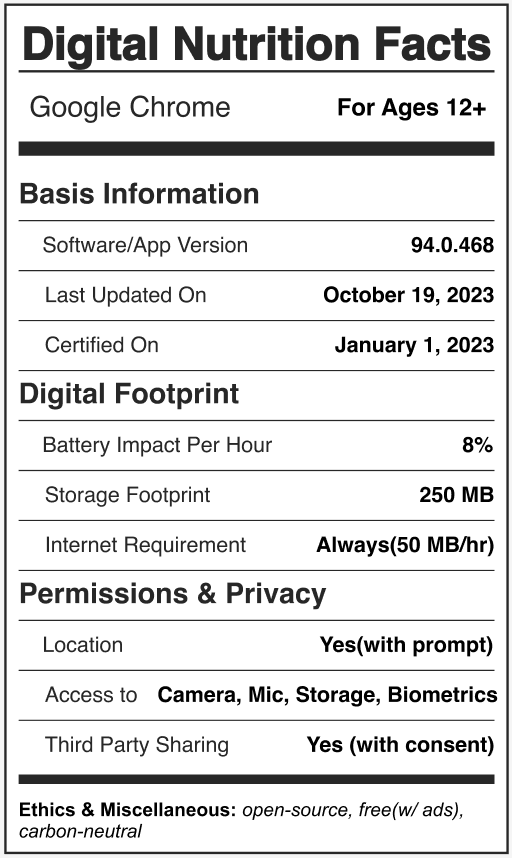 Digital Nutrition Facts
Google Chrome For Ages 12+
Basis Information
Software/App Version 94.0.468
Last Updated On October 19, 2023
Certified On January 1, 2023
Digital Footprint
Battery Impact Per Hour 8%
Storage Footprint 250 MB
Internet Requirement Always(50 MB/hr)
Permissions & Privacy
Location Yes(with prompt)
Access to Camera, Mic, Storage, Biometrics
Third Party Sharing Yes (with consent)
Ethics & Miscellaneous: open-source, free(w/ ads),
carbon-neutral